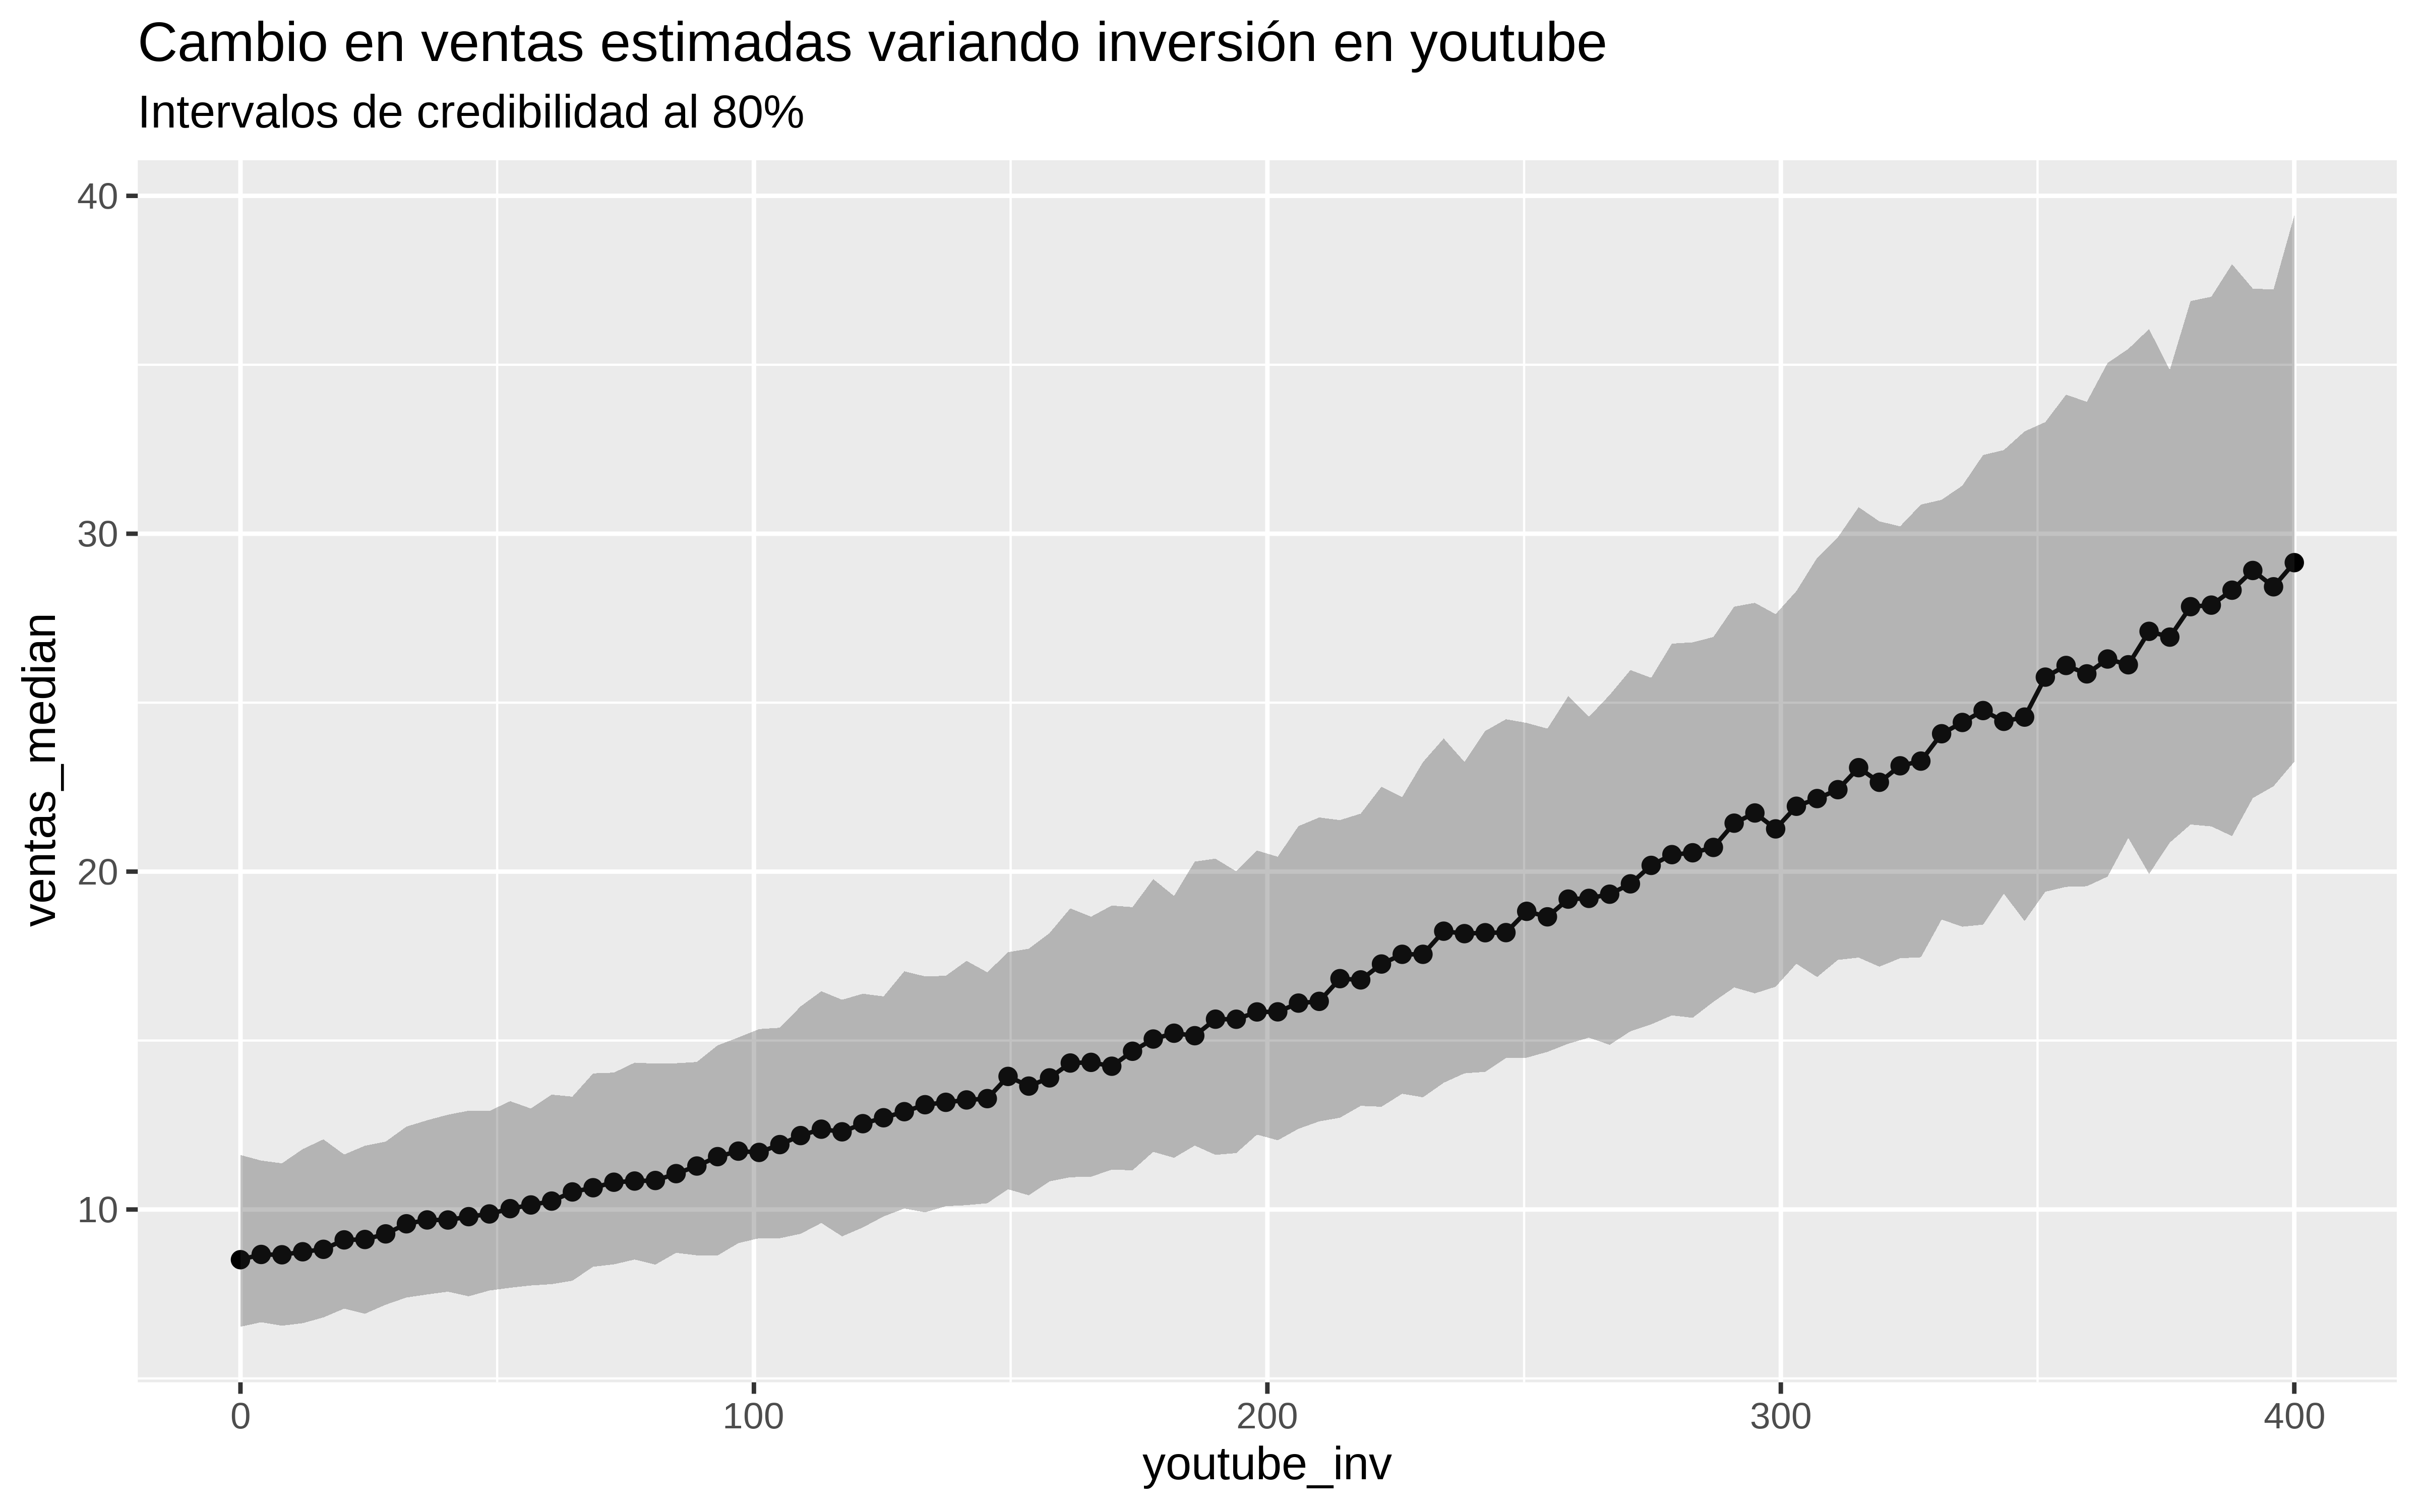 Cambio en ventas estimadas variando inversión en youtube
Intervalos de credibilidad al 80%
ventas_median
40
30
20
10
0
100
200
300
400
youtube_inv